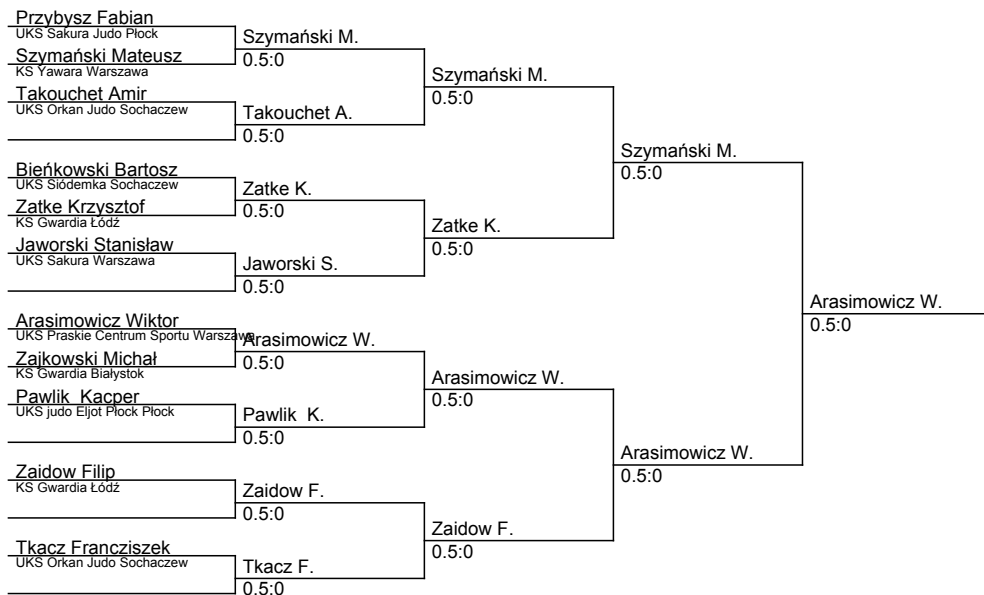 Przybysz Fabian
UKS Sakura Judo Płock
Szymański Mateusz
KS Yawara Warszawa
Takouchet Amir
UKS Orkan Judo Sochaczew
Bieńkowski Bartosz
UKS Siódemka Sochaczew
Zatke Krzysztof
KS Gwardia Łódź
Jaworski Stanisław
UKS Sakura Warszawa
Arasimowicz Wiktor
UKS Praskie Centrum Sportu Warszawa
Zajkowski Michał
KS Gwardia Białystok
Pawlik  Kacper
UKS judo Eljot Płock Płock
Zaidow Filip
KS Gwardia Łódź
Tkacz Francziszek
UKS Orkan Judo Sochaczew
Szymański M.
0.5:0
Takouchet A.
0.5:0
Zatke K.
0.5:0
Jaworski S.
0.5:0
Arasimowicz W.
0.5:0
Pawlik  K.
0.5:0
Zaidow F.
0.5:0
Tkacz F.
0.5:0
Szymański M.
0.5:0
Zatke K.
0.5:0
Arasimowicz W.
0.5:0
Zaidow F.
0.5:0
Szymański M.
0.5:0
Arasimowicz W.
0.5:0
Arasimowicz W.
0.5:0